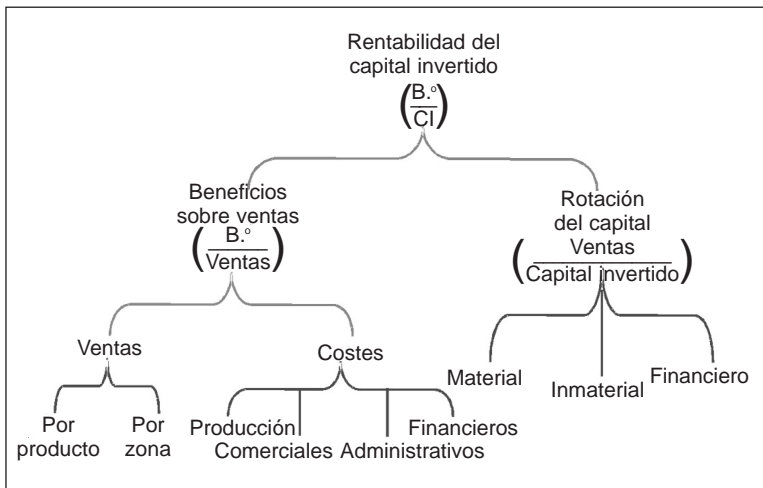 Rentabilidad del
capital invertido
(B.º
CI)
Beneficios
sobre ventas
(B.º
Ventas)
Rotación
del capital
(Ventas
Capital invertido)
Ventas
Costes
Material
Inmaterial
Financiero
Por
producto
Por
zona
Producción
Comerciales
Administrativos
Financieros